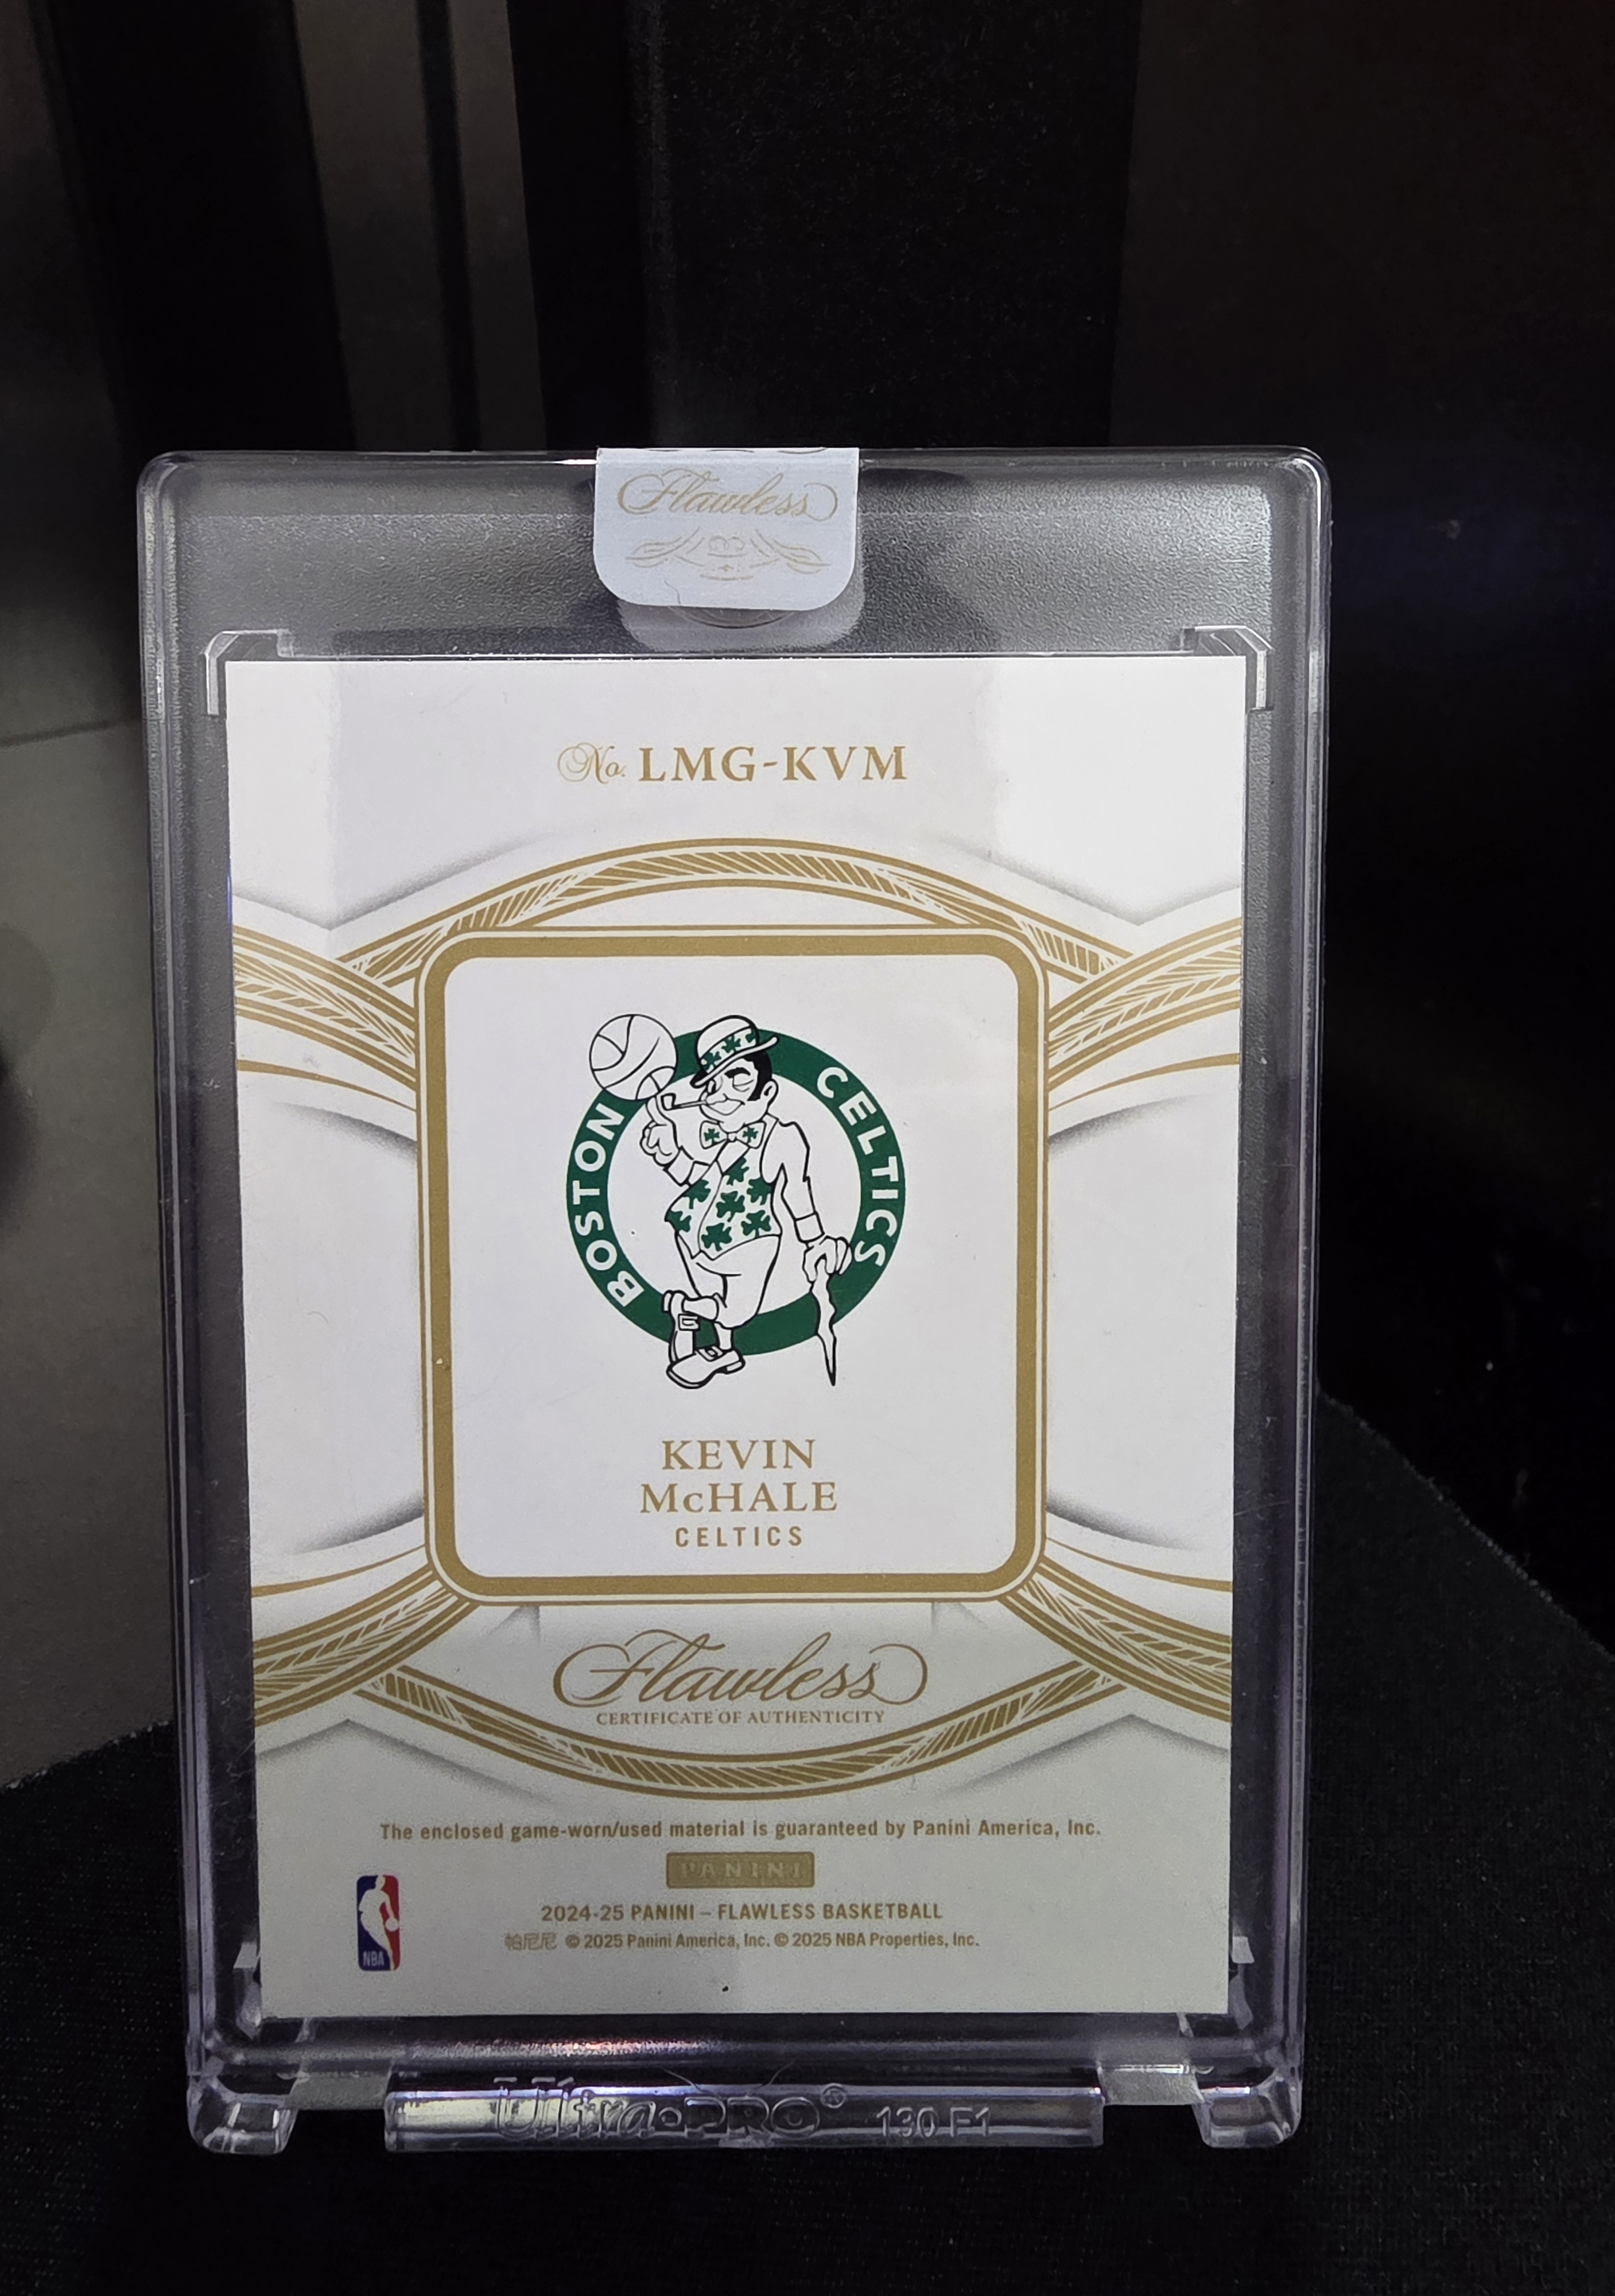 Flawless
No. LMG-KVM
BOSTON CELTICS
KEVIN
McHALE
CELTICS
Flawless
CERTIFICATE OF AUTHENTICITY
The enclosed game-worn/used material is guaranteed by Panini America, Inc.
PANINI
2024-25 PANINI – FLAWLESS BASKETBALL
帕尼尼 © 2025 Panini America, Inc. © 2025 NBA Properties, Inc.
NBA
Ultra•PRO® 130 F1